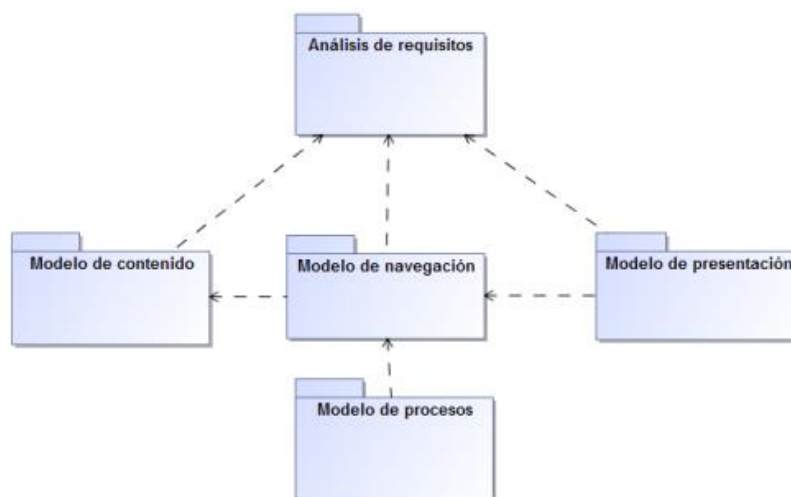 Análisis de requisitos
Modelo de contenido
Modelo de navegación
Modelo de presentación
Modelo de procesos